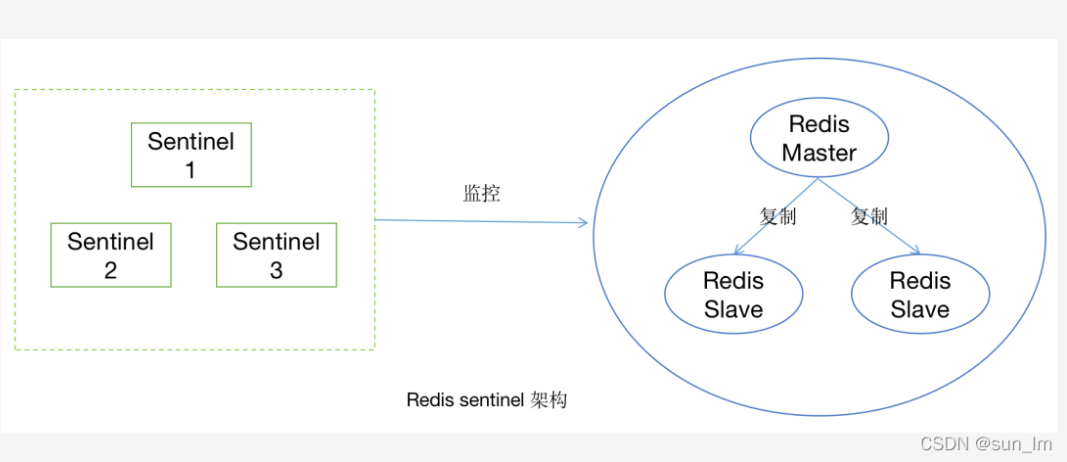 Sentinel
1
Sentinel
2
Sentinel
3
监控
Redis
Master
复制
复制
Redis
Slave
Redis
Slave
Redis sentinel 架构
CSDN @sun_lm